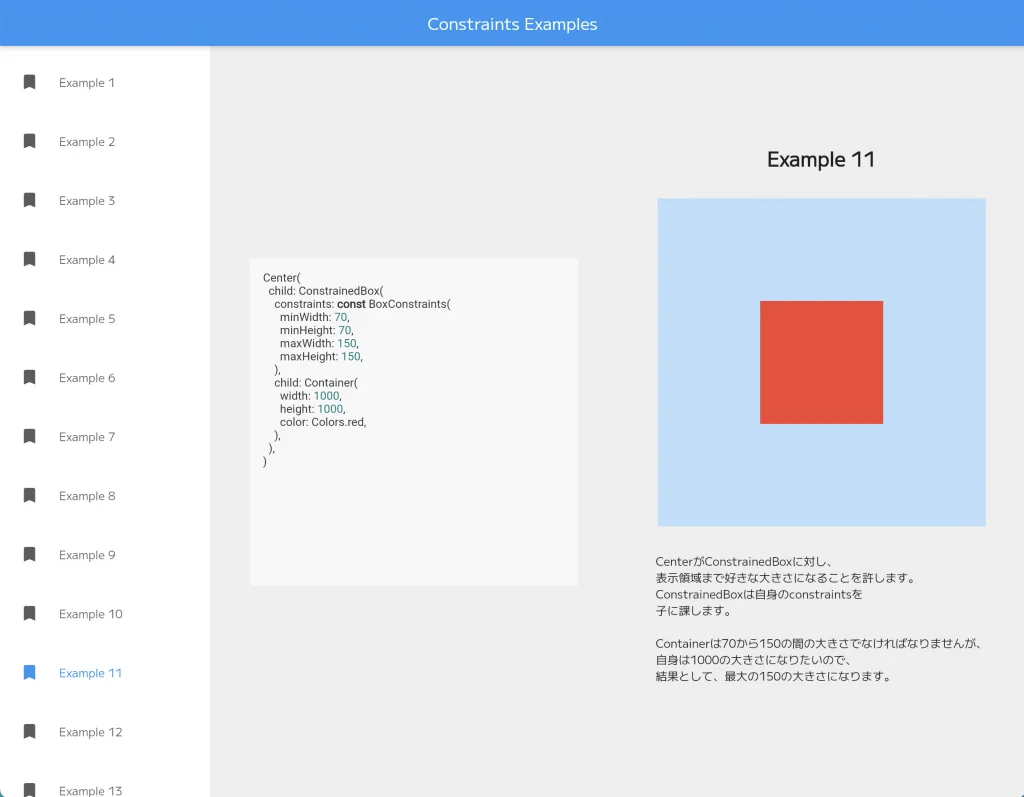 Constraints Examples
Example 1
Example 2
Example 3
Example 4
Example 5
Example 6
Example 7
Example 8
Example 9
Example 10
Example 11
Example 12
Example 13
Center(
  child: ConstrainedBox(
    constraints: const BoxConstraints(
      minWidth: 70,
      minHeight: 70,
      maxWidth: 150,
      maxHeight: 150,
    ),
    child: Container(
      width: 1000,
      height: 1000,
      color: Colors.red,
    ),
  ),
)
Example 11
CenterがConstrainedBoxに対し、
表示領域まで好きな大きさになることを許します。
ConstrainedBoxは自身のconstraintsを
子に課します。
Containerは70から150の間の大きさでなければなりませんが、
自身は1000の大きさになりたいので、
結果として、最大の150の大きさになります。